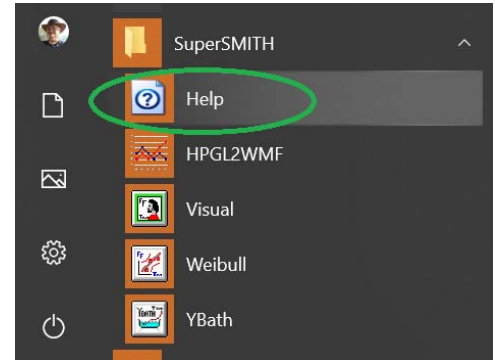 SuperSMITH
Help
HPGL2WMF
Visual
Weibull
YBath